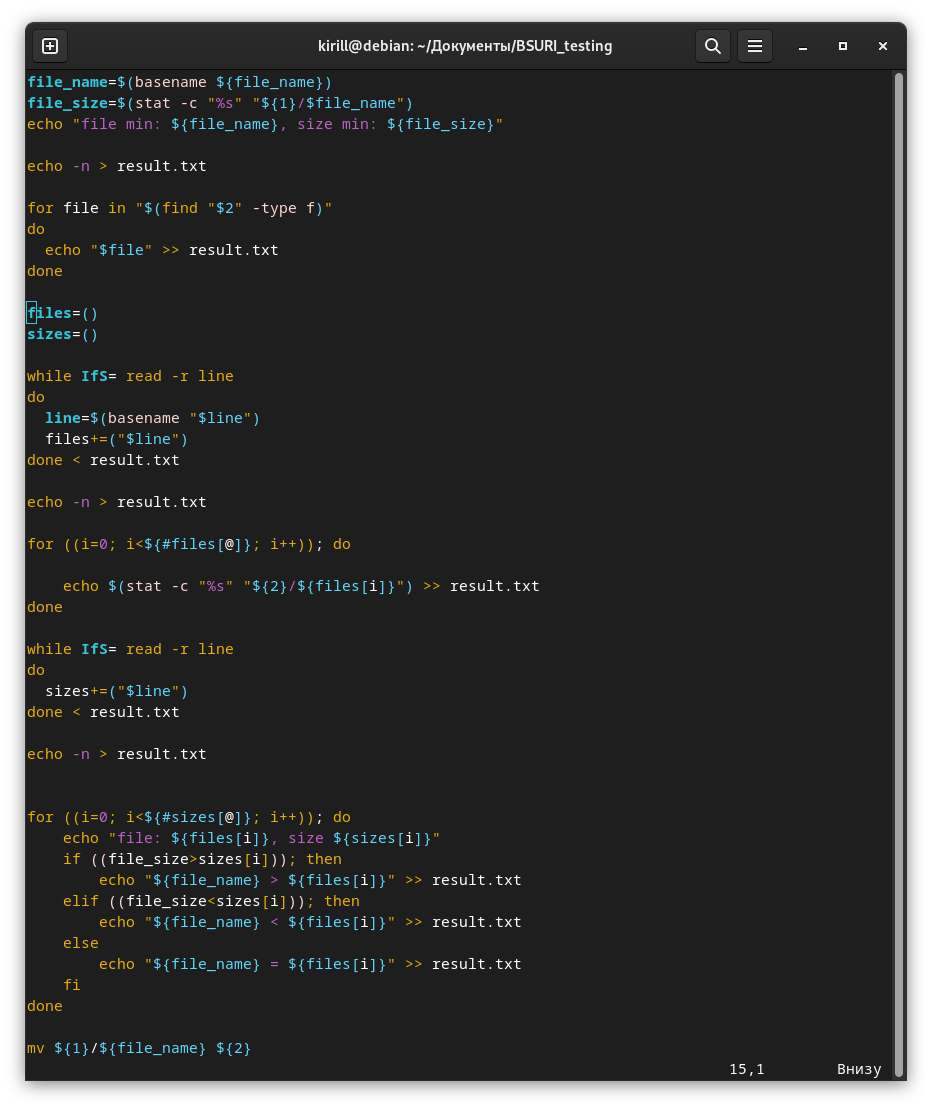 kirill@debian: ~/Документы/BSURI_testing
file_name=$(basename ${file_name})
file_size=$(stat -c "%s" "${1}/$file_name")
echo "file min: ${file_name}, size min: ${file_size}"
echo -n > result.txt
for file in "$(find "$2" -type f)"
do
  echo "$file" >> result.txt
done
files=()
sizes=()
while IfS= read -r line
do
  line=$(basename "$line")
  files+=("$line")
done < result.txt
echo -n > result.txt
for ((i=0; i<${#files[@]}; i++)); do
    echo $(stat -c "%s" "${2}/${files[i]}") >> result.txt
done
while IfS= read -r line
do
  sizes+=("$line")
done < result.txt
echo -n > result.txt
for ((i=0; i<${#sizes[@]}; i++)); do
    echo "file: ${files[i]}, size ${sizes[i]}"
    if ((file_size>sizes[i])); then
        echo "${file_name} > ${files[i]}" >> result.txt
    elif ((file_size<sizes[i])); then
        echo "${file_name} < ${files[i]}" >> result.txt
    else
        echo "${file_name} = ${files[i]}" >> result.txt
    fi
done
mv ${1}/${file_name} ${2}
15,1 Внизу